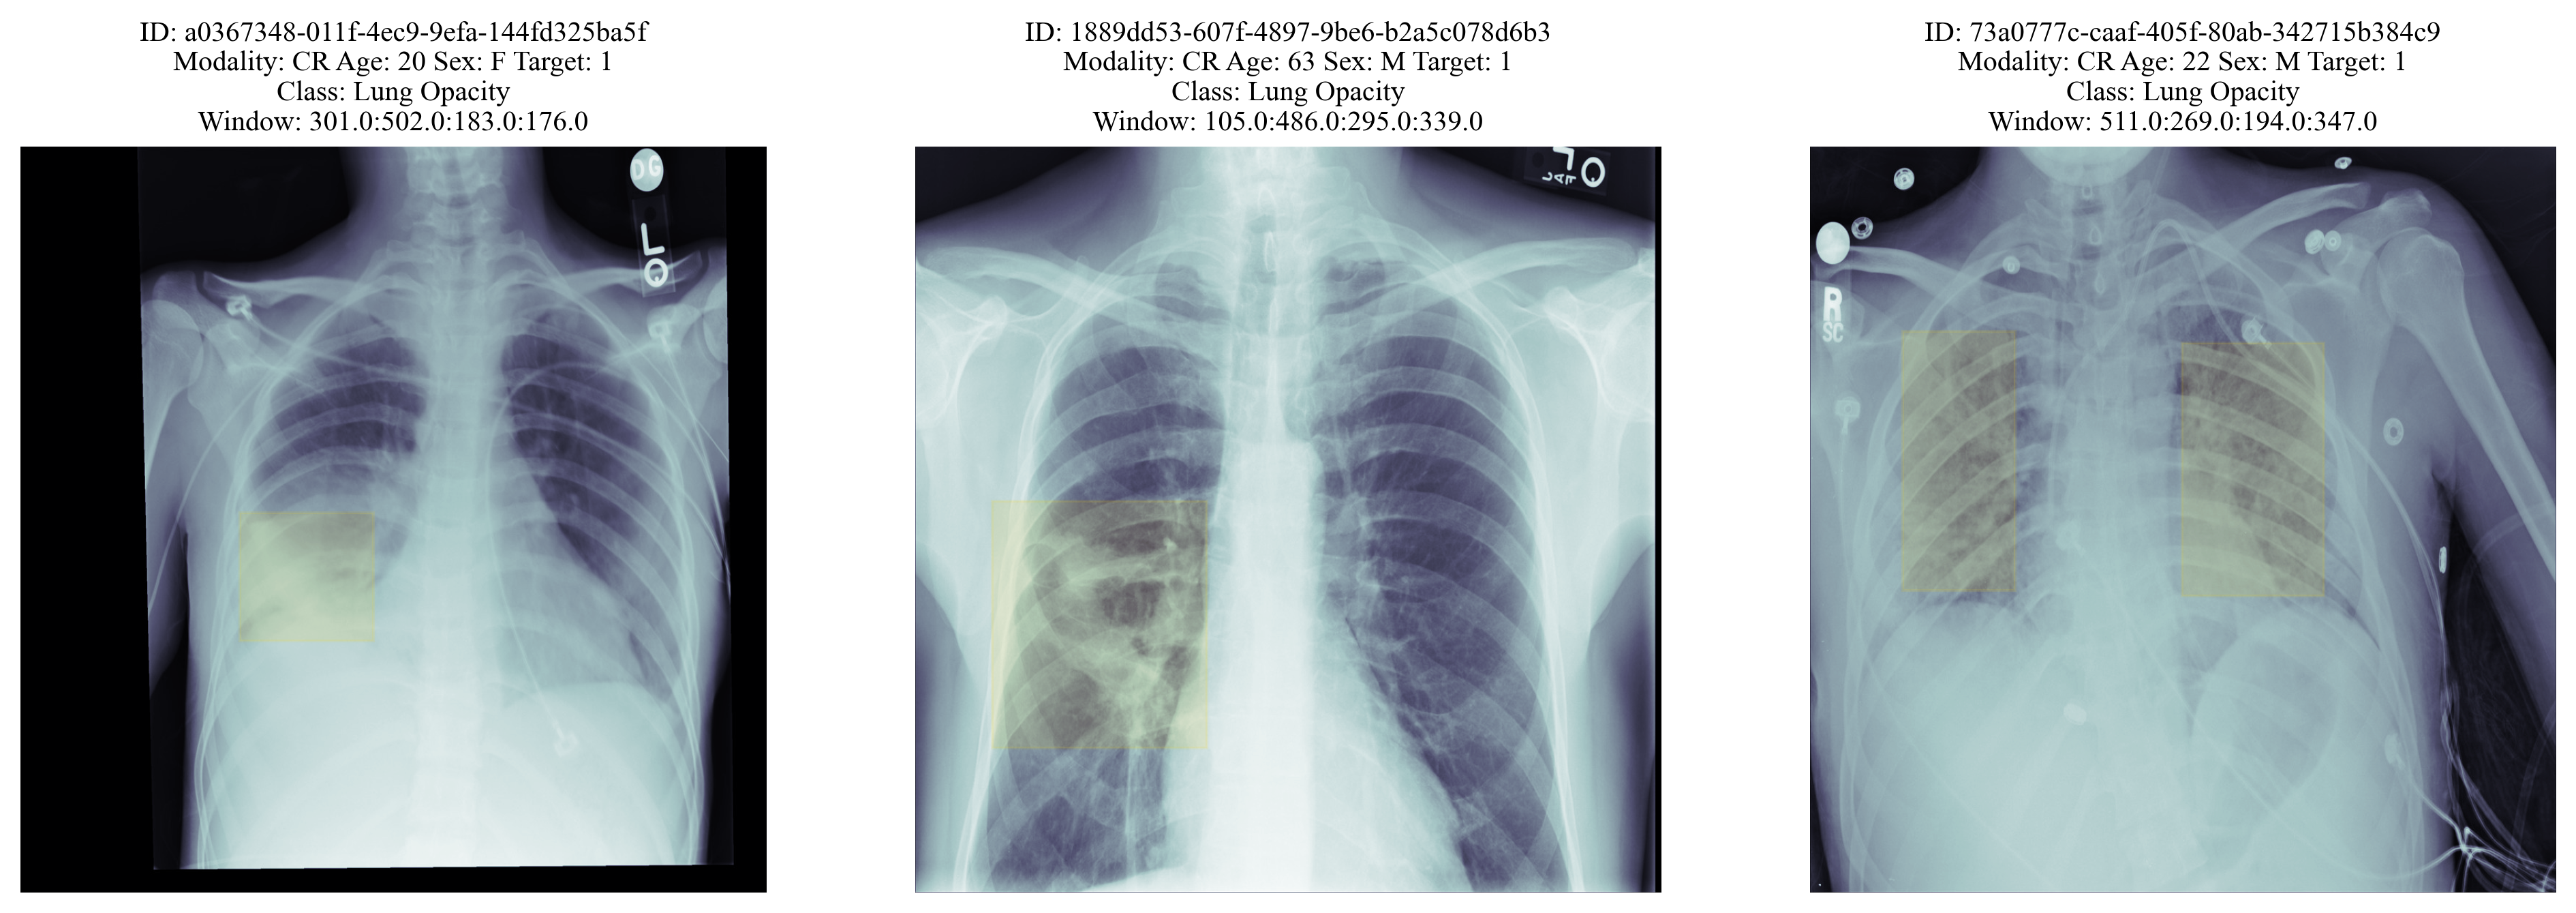 ID: a0367348-011f-4ec9-9efa-144fd325ba5f
Modality: CR Age: 20 Sex: F Target: 1
Class: Lung Opacity
Window: 301.0:502.0:183.0:176.0
DG
L
O
ID: 1889dd53-607f-4897-9be6-b2a5c078d6b3
Modality: CR Age: 63 Sex: M Target: 1
Class: Lung Opacity
Window: 105.0:486.0:295.0:339.0
L O
ID: 73a0777c-caaf-405f-80ab-342715b384c9
Modality: CR Age: 22 Sex: M Target: 1
Class: Lung Opacity
Window: 511.0:269.0:194.0:347.0
R
SC